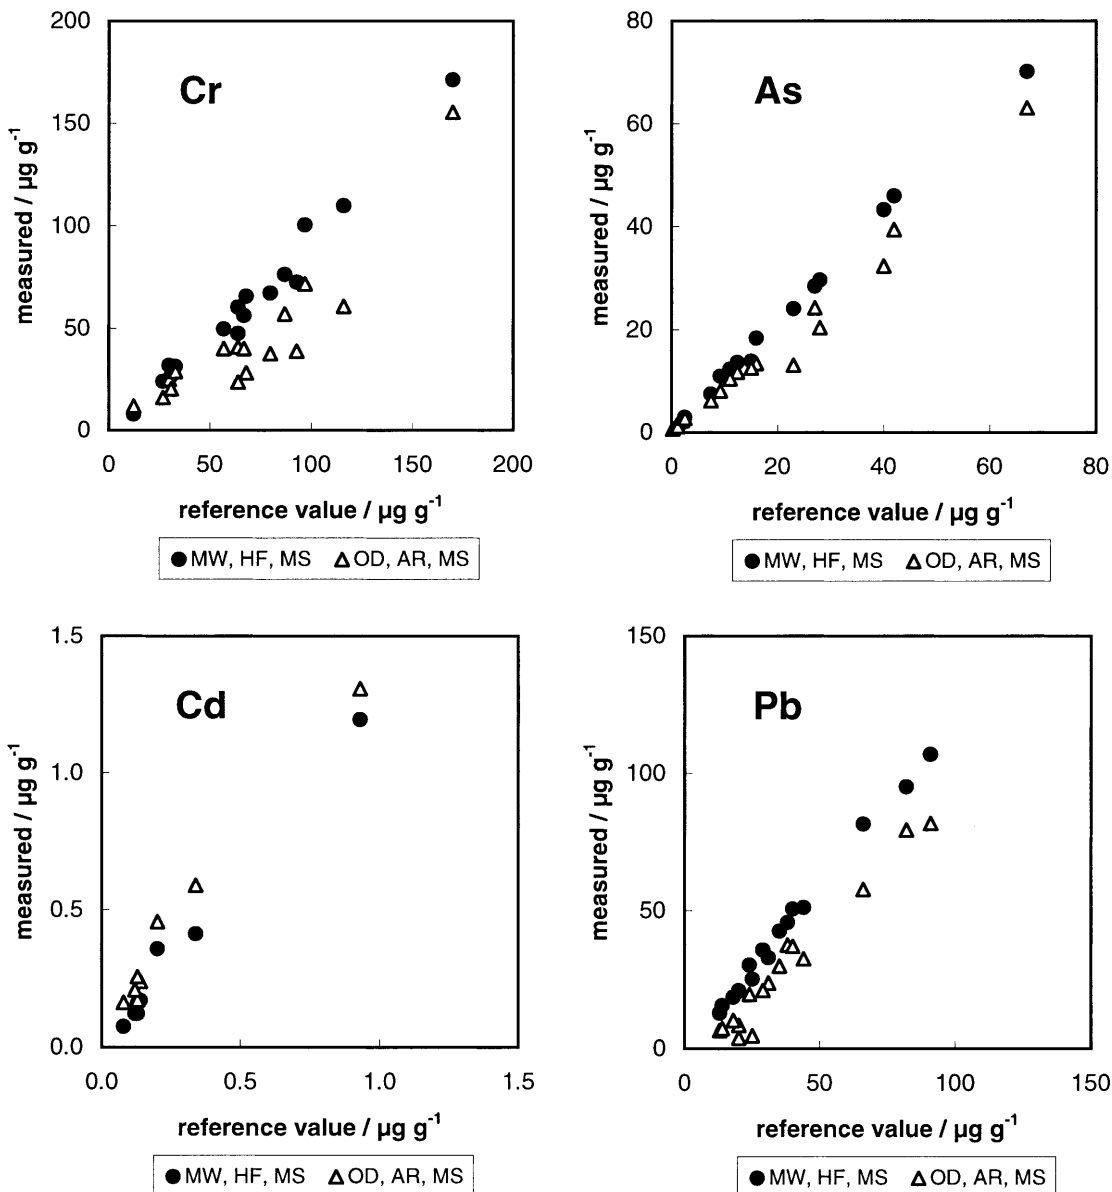 Cr
200
150
100
50
0
0 50 100 150 200
measured / µg g⁻¹
reference value / µg g⁻¹
● MW, HF, MS △ OD, AR, MS
As
80
60
40
20
0
0 20 40 60 80
measured / µg g⁻¹
reference value / µg g⁻¹
● MW, HF, MS △ OD, AR, MS
Cd
1.5
1.0
0.5
0.0
0.0 0.5 1.0 1.5
measured / µg g⁻¹
reference value / µg g⁻¹
● MW, HF, MS △ OD, AR, MS
Pb
150
100
50
0
0 50 100 150
measured / µg g⁻¹
reference value / µg g⁻¹
● MW, HF, MS △ OD, AR, MS